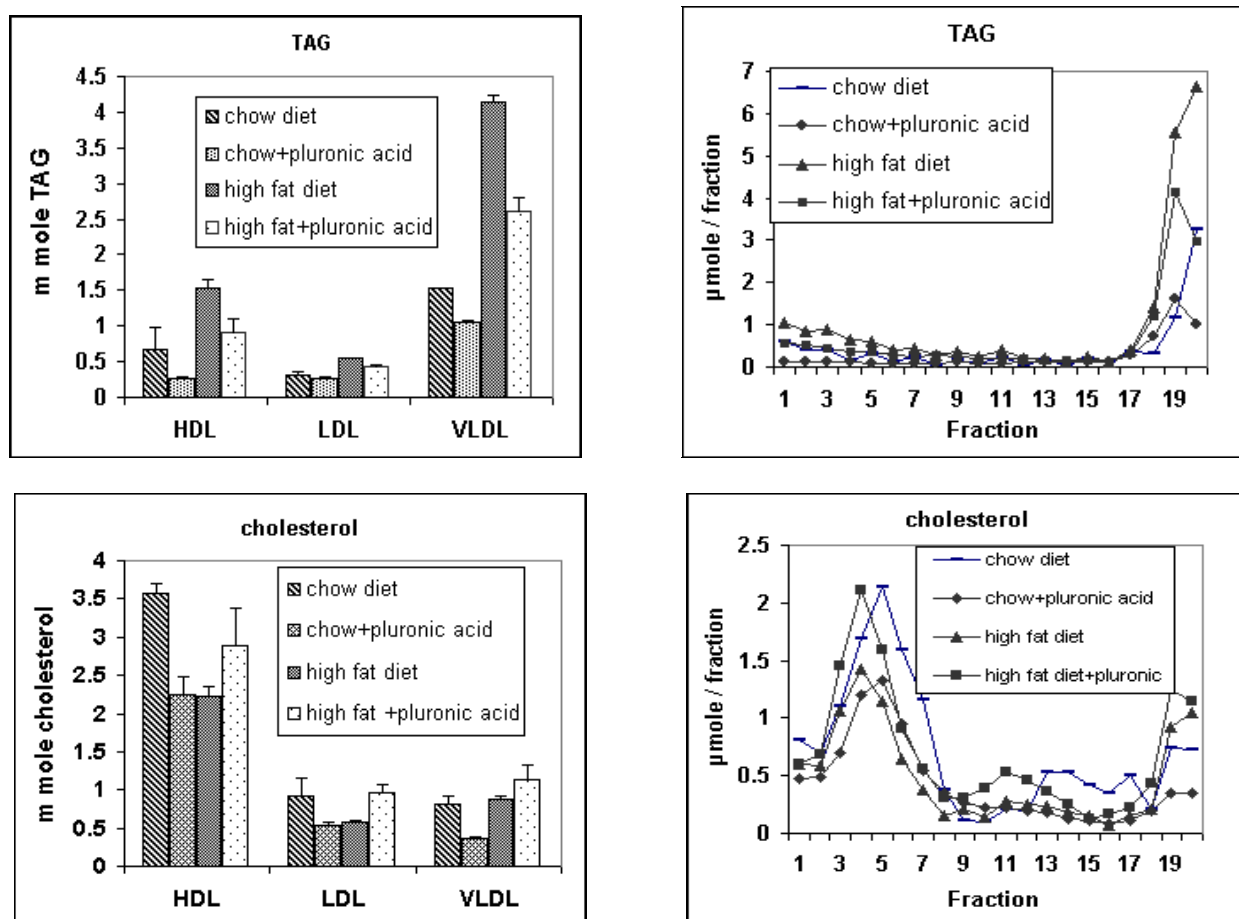 TAG
4.5
4
3.5
3
2.5
2
1.5
1
0.5
0
m mole TAG
chow diet
chow+pluronic acid
high fat diet
high fat+pluronic acid
HDL LDL VLDL
TAG
7
6
5
4
3
2
1
0
μmole / fraction
chow diet
chow+pluronic acid
high fat diet
high fat+pluronic acid
1 3 5 7 9 11 13 15 17 19
Fraction
cholesterol
4
3.5
3
2.5
2
1.5
1
0.5
0
m mole cholesterol
chow diet
chow+pluronic acid
high fat diet
high fat +pluronic acid
HDL LDL VLDL
cholesterol
2.5
2
1.5
1
0.5
0
μmole / fraction
chow diet
chow+pluronic acid
high fat diet
high fat diet+pluronic
1 3 5 7 9 11 13 15 17 19
Fraction